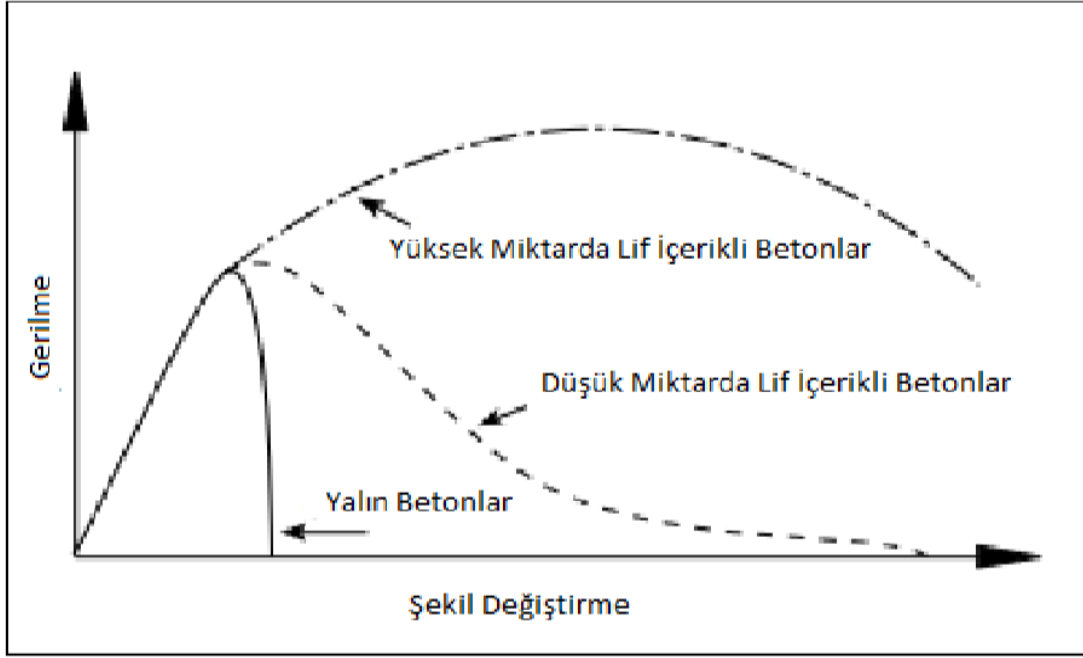 Yüksek Miktarda Lif İçerikli Betonlar
Gerilme
Düşük Miktarda Lif İçerikli Betonlar
Yalın Betonlar
Şekil Değiştirme